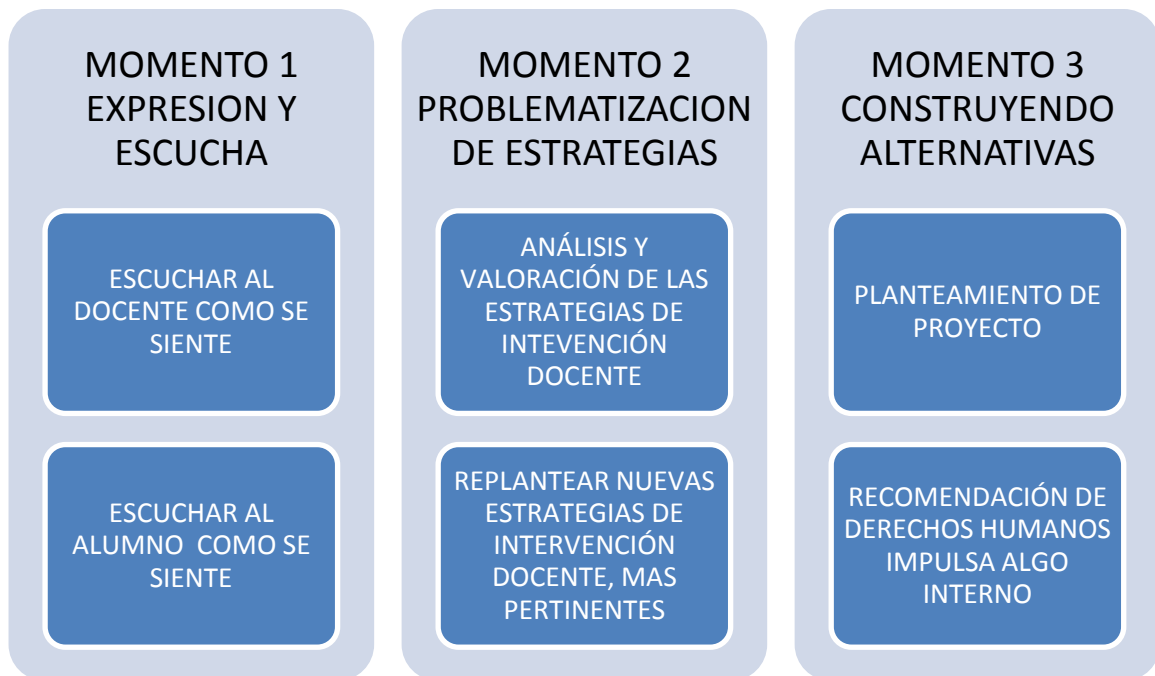 MOMENTO 1
EXPRESION Y
ESCUCHA
ESCUCHAR AL
DOCENTE COMO SE
SIENTE
ESCUCHAR AL
ALUMNO COMO SE
SIENTE
MOMENTO 2
PROBLEMATIZACION
DE ESTRATEGIAS
ANÁLISIS Y
VALORACIÓN DE LAS
ESTRATEGIAS DE
INTEVENCIÓN
DOCENTE
REPLANTEAR NUEVAS
ESTRATEGIAS DE
INTERVENCIÓN
DOCENTE, MAS
PERTINENTES
MOMENTO 3
CONSTRUYENDO
ALTERNATIVAS
PLANTEAMIENTO DE
PROYECTO
RECOMENDACIÓN DE
DERECHOS HUMANOS
IMPULSA ALGO
INTERNO